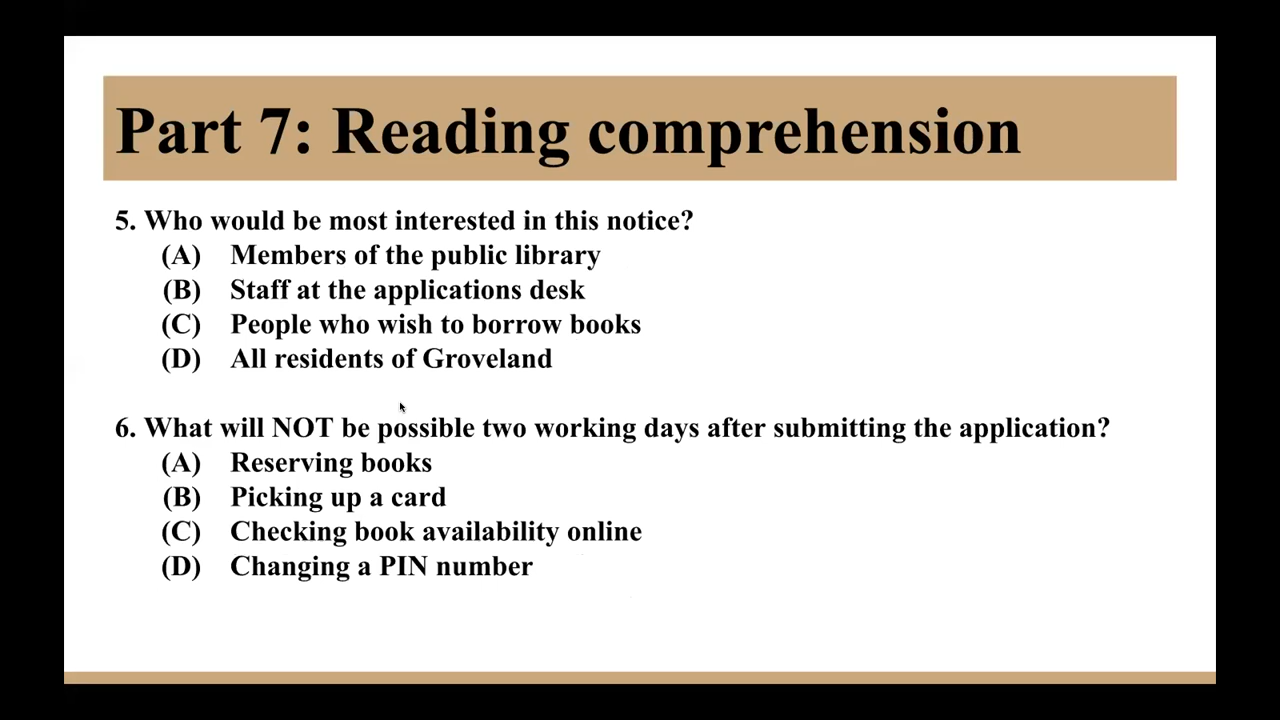 Part 7: Reading comprehension
5. Who would be most interested in this notice?
(A) Members of the public library
(B) Staff at the applications desk
(C) People who wish to borrow books
(D) All residents of Groveland
6. What will NOT be possible two working days after submitting the application?
(A) Reserving books
(B) Picking up a card
(C) Checking book availability online
(D) Changing a PIN number